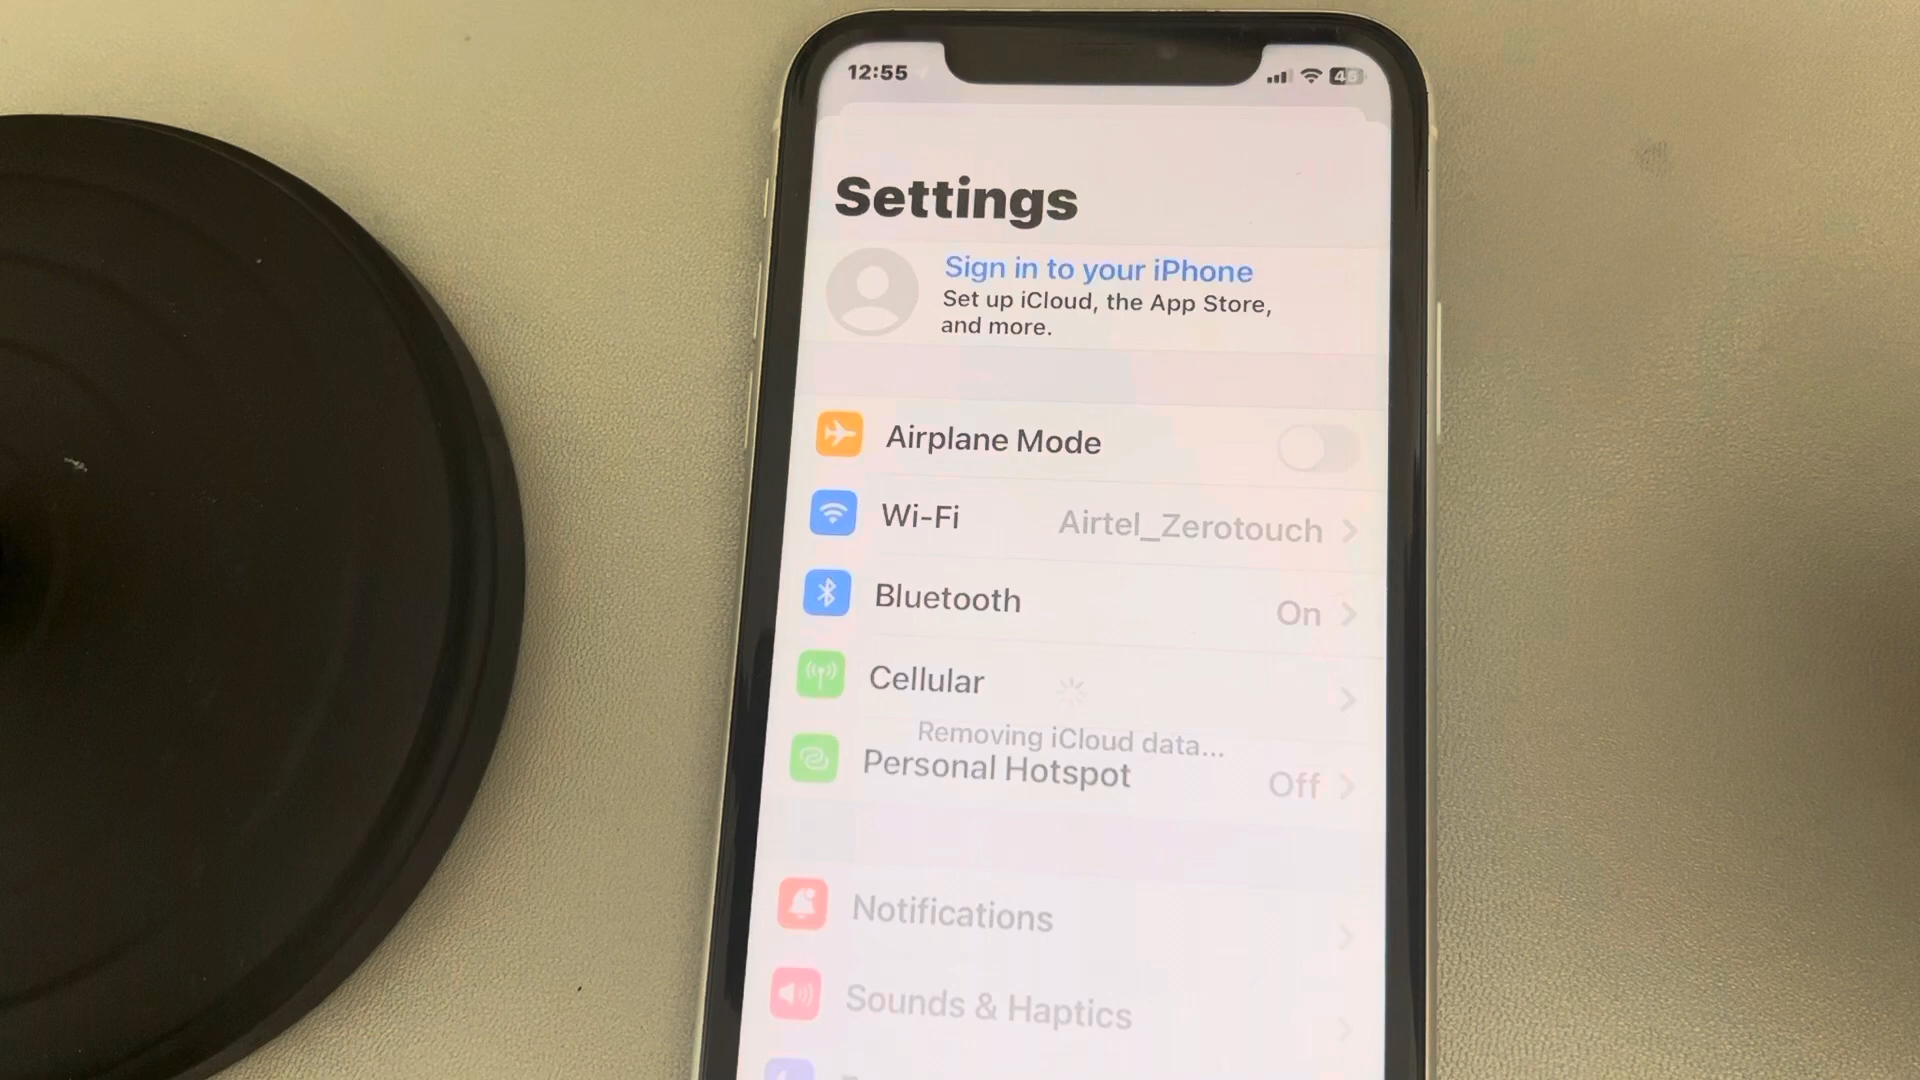 12:55
Settings
Sign in to your iPhone
Set up iCloud, the App Store,
and more.
Airplane Mode
Wi-Fi Airtel_Zerotouch
Bluetooth On
Cellular
Removing iCloud data...
Personal Hotspot Off
Notifications
Sounds & Haptics